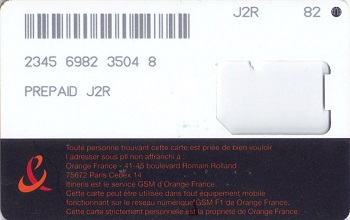 J2R 82
2345 6982 3504 8
PREPAID J2R
Toute personne trouvant cette carte est priée de bien vouloir
l'adresser sous pli non affranchi à :
Orange France - 41-45 boulevard Romain Rolland
75672 Paris Cedex 14
Itineris est le service GSM d'Orange France.
Cette carte peut être utilisée dans tout équipement mobile
fonctionnant sur le réseau numérique GSM F1 de Orange France.
Cette carte strictement personnelle est la propriété de Orange France.